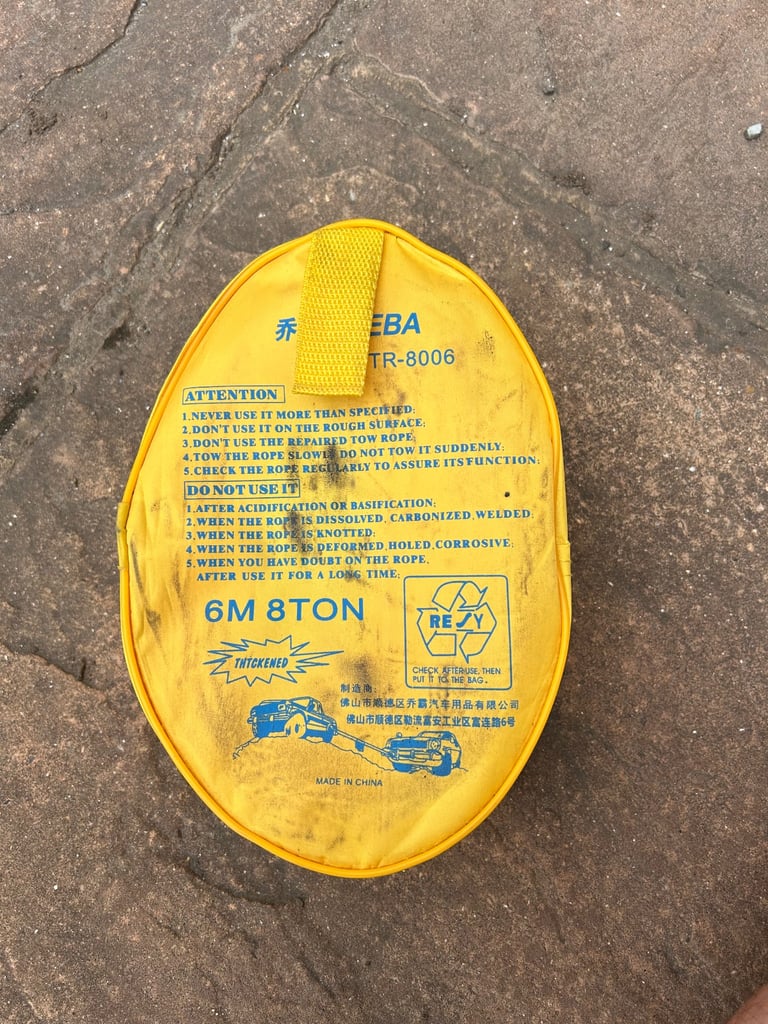 乔 EBA
TR-8006
ATTENTION
1.NEVER USE IT MORE THAN SPECIFIED;
2.DON'T USE IT ON THE ROUGH SURFACE;
3.DON'T USE THE REPAIRED TOW ROPE
4.TOW THE ROPE SLOWLY DO NOT TOW IT SUDDENLY;
5.CHECK THE ROPE REGULARLY TO ASSURE ITS FUNCTION;
DO NOT USE IT
1.AFTER ACIDIFICATION OR BASIFICATION;
2.WHEN THE ROPE IS DISSOLVED, CARBONIZED,WELDED;
3.WHEN THE ROPE IS KNOTTED;
4.WHEN THE ROPE IS DEFORMED,HOLED,CORROSIVE;
5.WHEN YOU HAVE DOUBT ON THE ROPE,
AFTER USE IT FOR A LONG TIME;
6M 8TON
RESY
THTCKENED
CHECK AFTER USE, THEN
PUT IT TO THE BAG.
制造商:
佛山市顺德区乔霸汽车用品有限公司
佛山市顺德区勒流富安工业区富连路6号
MADE IN CHINA